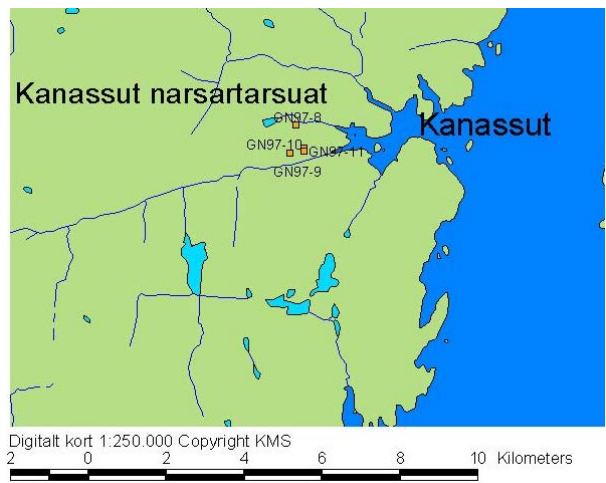 Kanassut narsartarsuat
GN97-8
Kanassut
GN97-10
GN97-11
GN97-9
Digitalt kort 1:250.000 Copyright KMS
2 0 2 4 6 8 10 Kilometers